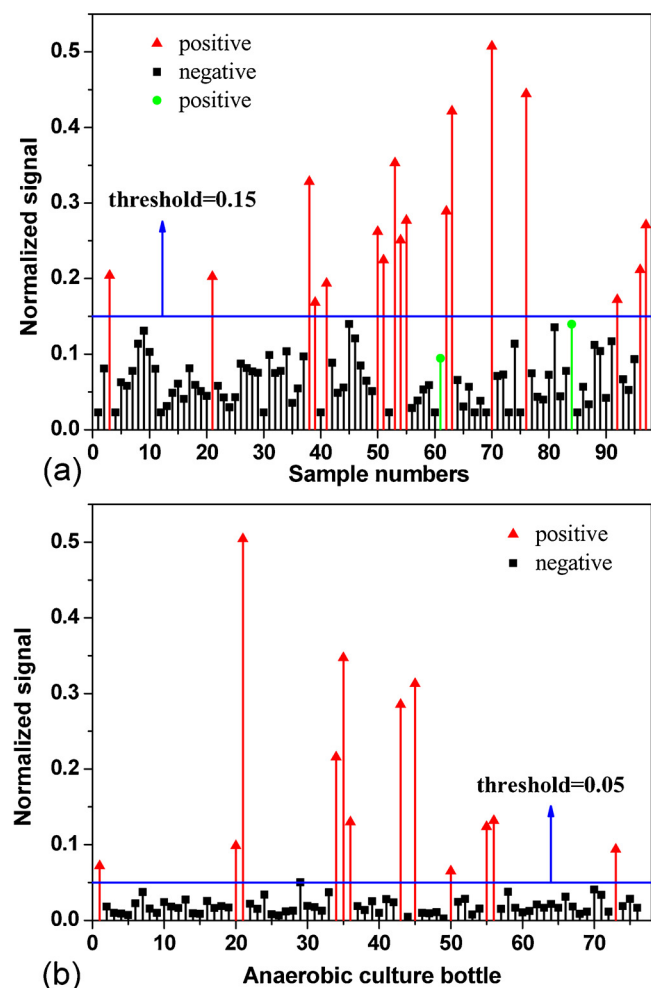 0.5
0.4
0.3
0.2
0.1
0.0
Normalized signal
positive
negative
positive
threshold=0.15
0 10 20 30 40 50 60 70 80 90
Sample numbers
(a)
0.5
0.4
0.3
0.2
0.1
0.0
Normalized signal
positive
negative
threshold=0.05
0 10 20 30 40 50 60 70
Anaerobic culture bottle
(b)